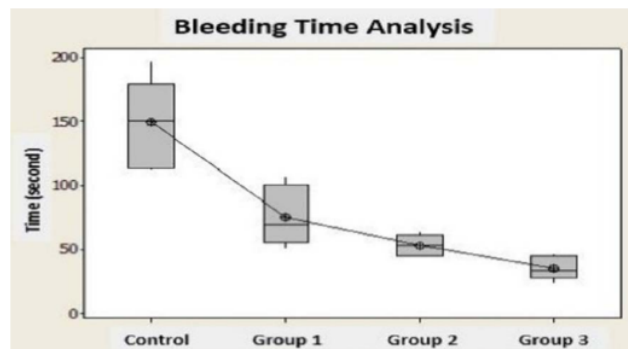 Bleeding Time Analysis
200
150
100
50
0
Time (second)
Control Group 1 Group 2 Group 3